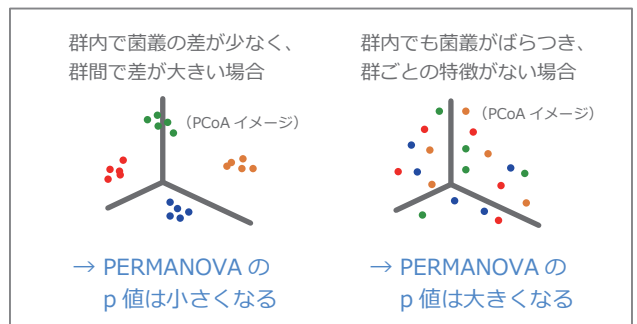 群内で菌叢の差が少なく、
群間で差が大きい場合
（PCoA イメージ）
→ PERMANOVA の
p 値は小さくなる
群内でも菌叢がばらつき、
群ごとの特徴がない場合
（PCoA イメージ）
→ PERMANOVA の
p 値は大きくなる